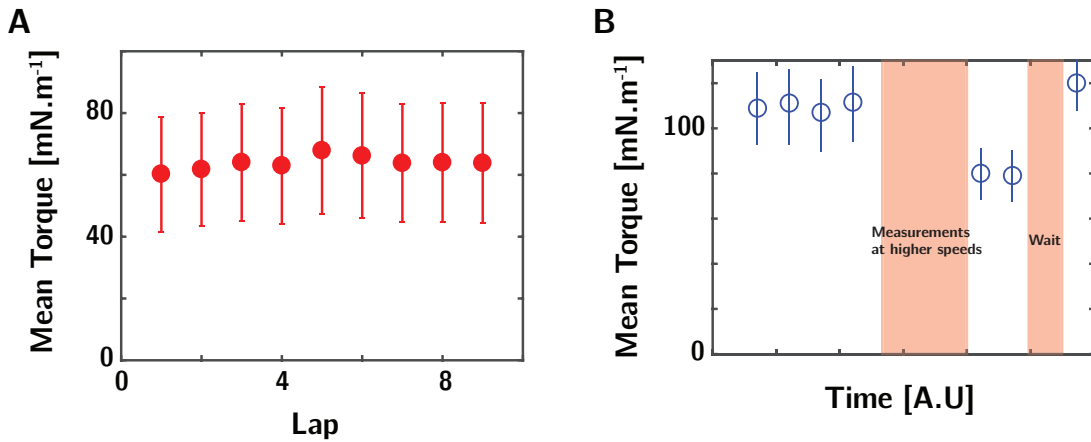 A
Mean Torque [mN.m-1]
80
40
0
0
4
8
Lap
B
Mean Torque [mN.m-1]
100
0
Measurements
at higher speeds
Wait
Time [A.U]